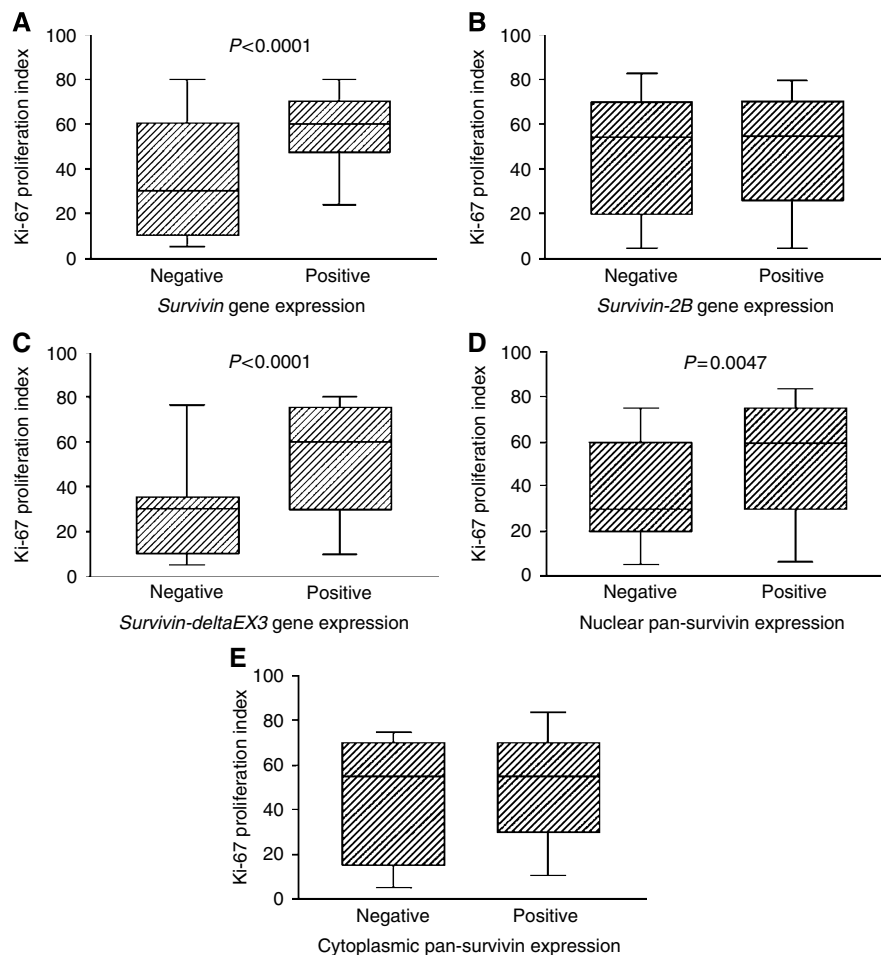 A
Ki-67 proliferation index
100
80
60
40
20
0
P<0.0001
Negative
Positive
Survivin gene expression
B
Ki-67 proliferation index
100
80
60
40
20
0
Negative
Positive
Survivin-2B gene expression
C
Ki-67 proliferation index
100
80
60
40
20
0
P<0.0001
Negative
Positive
Survivin-deltaEX3 gene expression
D
Ki-67 proliferation index
100
80
60
40
20
0
P=0.0047
Negative
Positive
Nuclear pan-survivin expression
E
Ki-67 proliferation index
100
80
60
40
20
0
Negative
Positive
Cytoplasmic pan-survivin expression